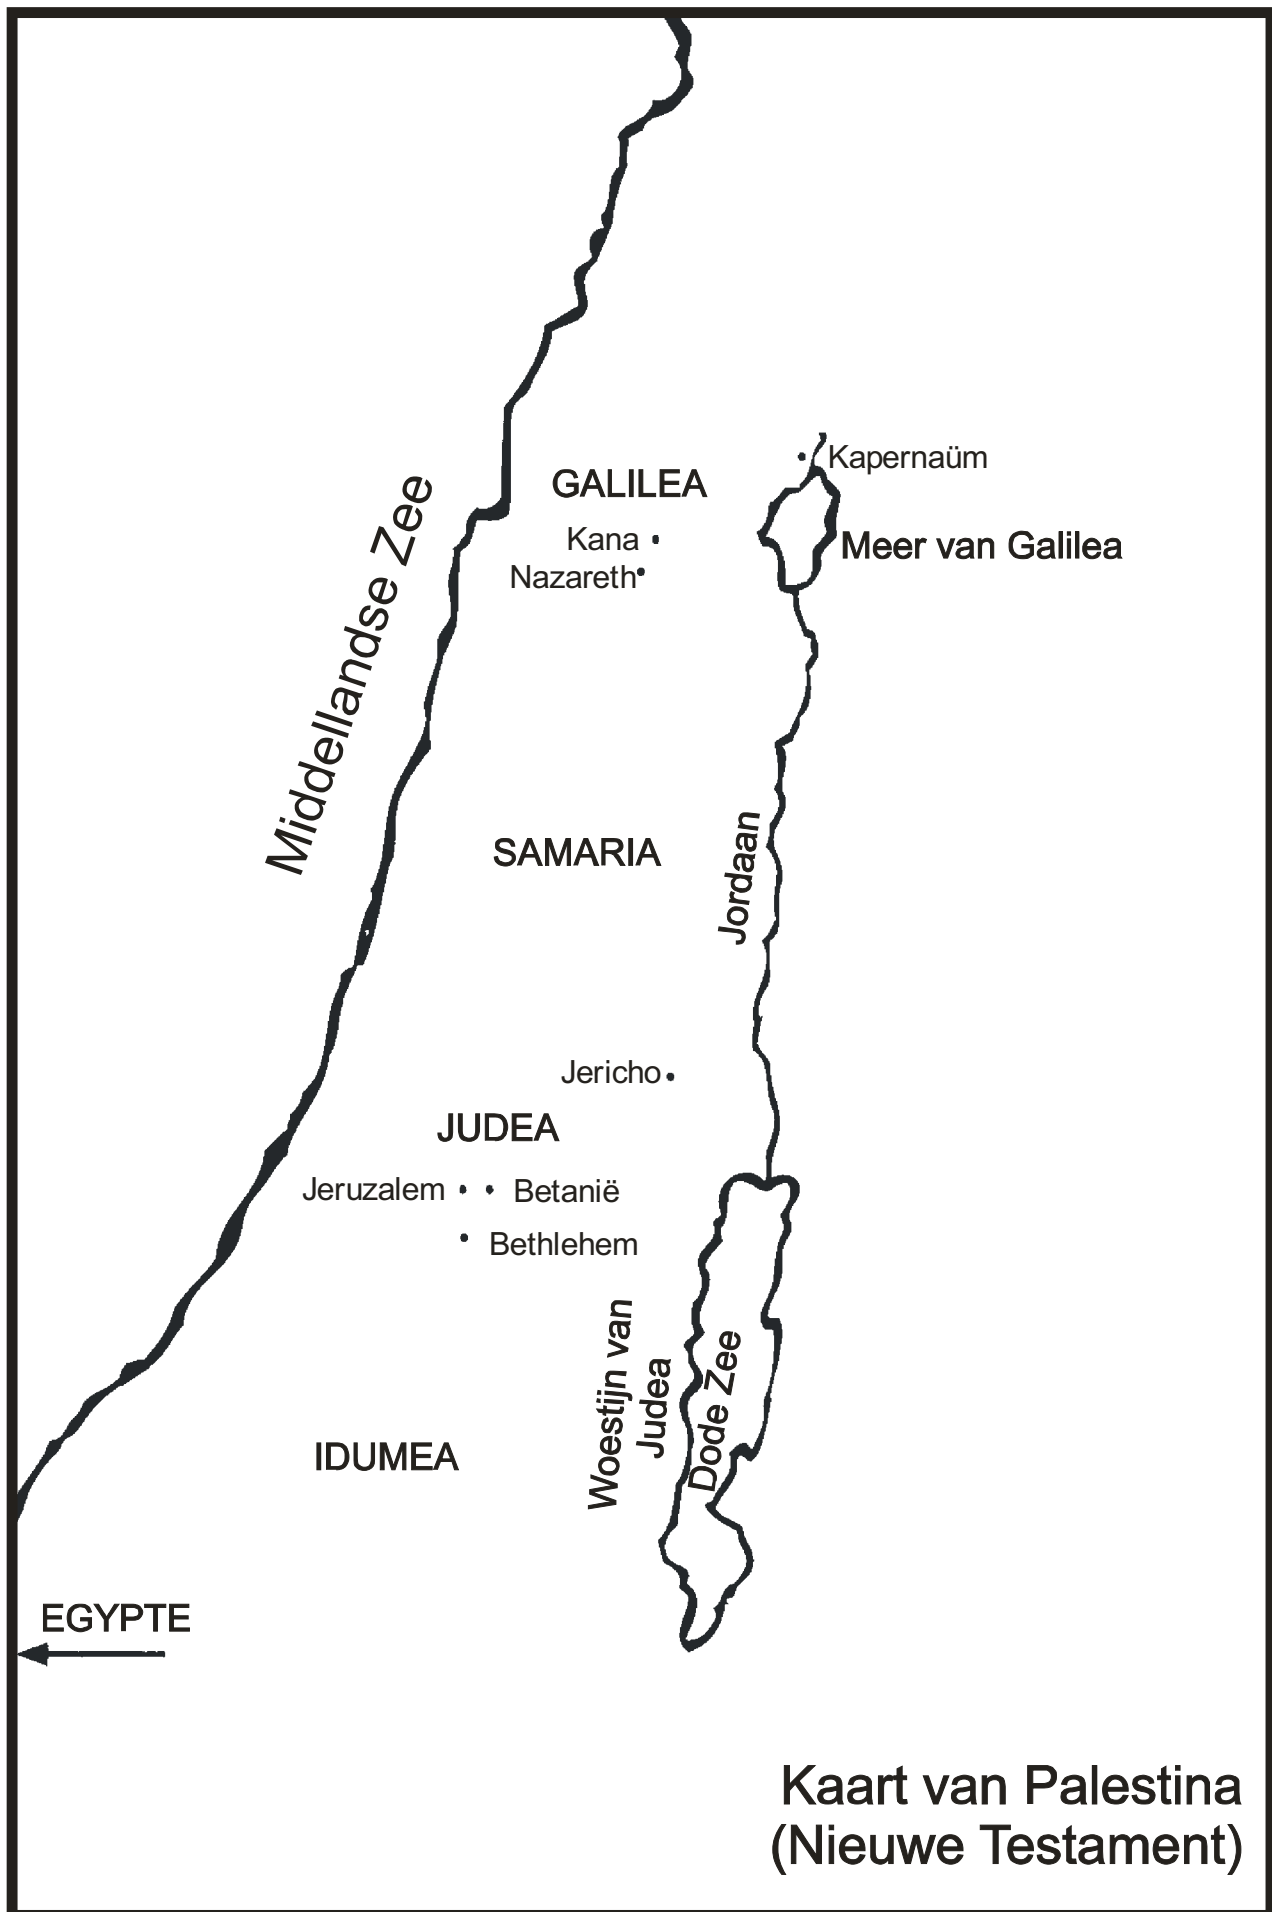 Kapernaüm
GALILEA
Kana
Meer van Galilea
Nazareth
Middellandse Zee
SAMARIA
Jordaan
Jericho
JUDEA
Jeruzalem
Betanië
Bethlehem
Woestijn van
Judea
Dode Zee
IDUMEA
EGYPTE
Kaart van Palestina
(Nieuwe Testament)